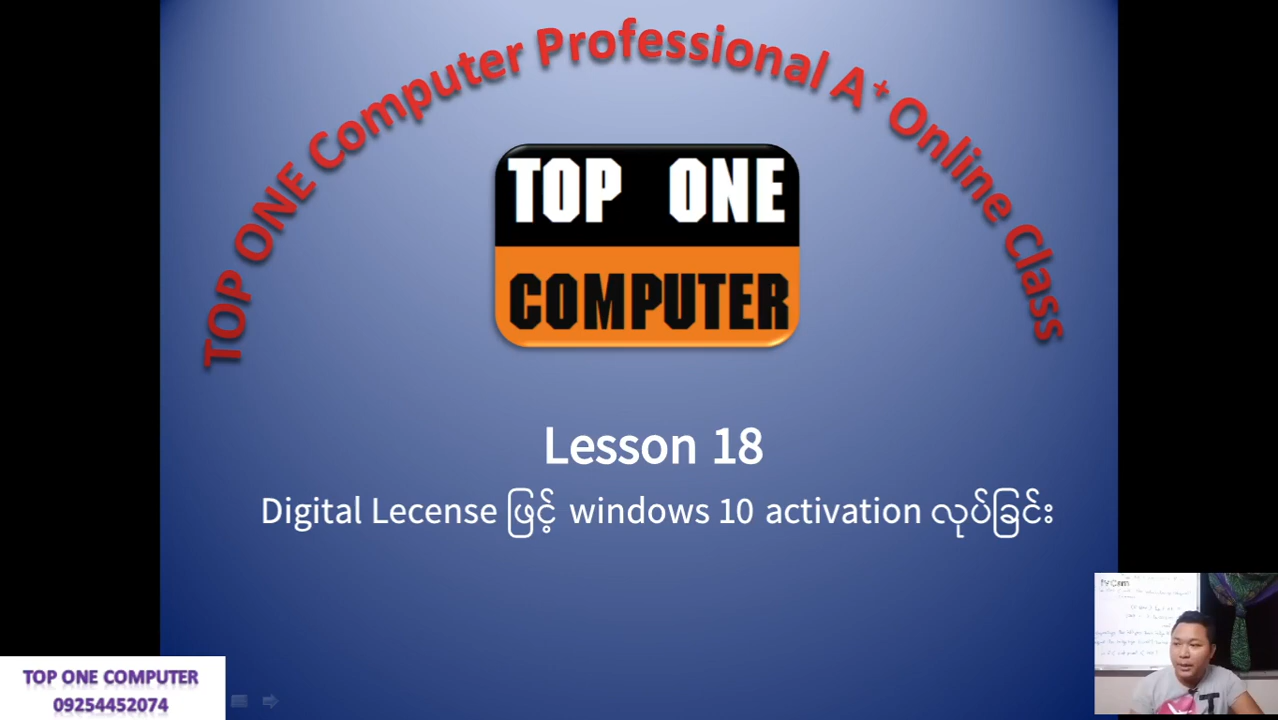 TOP ONE Computer Professional A+ Online Class
TOP ONE
COMPUTER
Lesson 18
Digital Lecense ဖြင့် windows 10 activation လုပ်ခြင်း
TOP ONE COMPUTER
09254452074